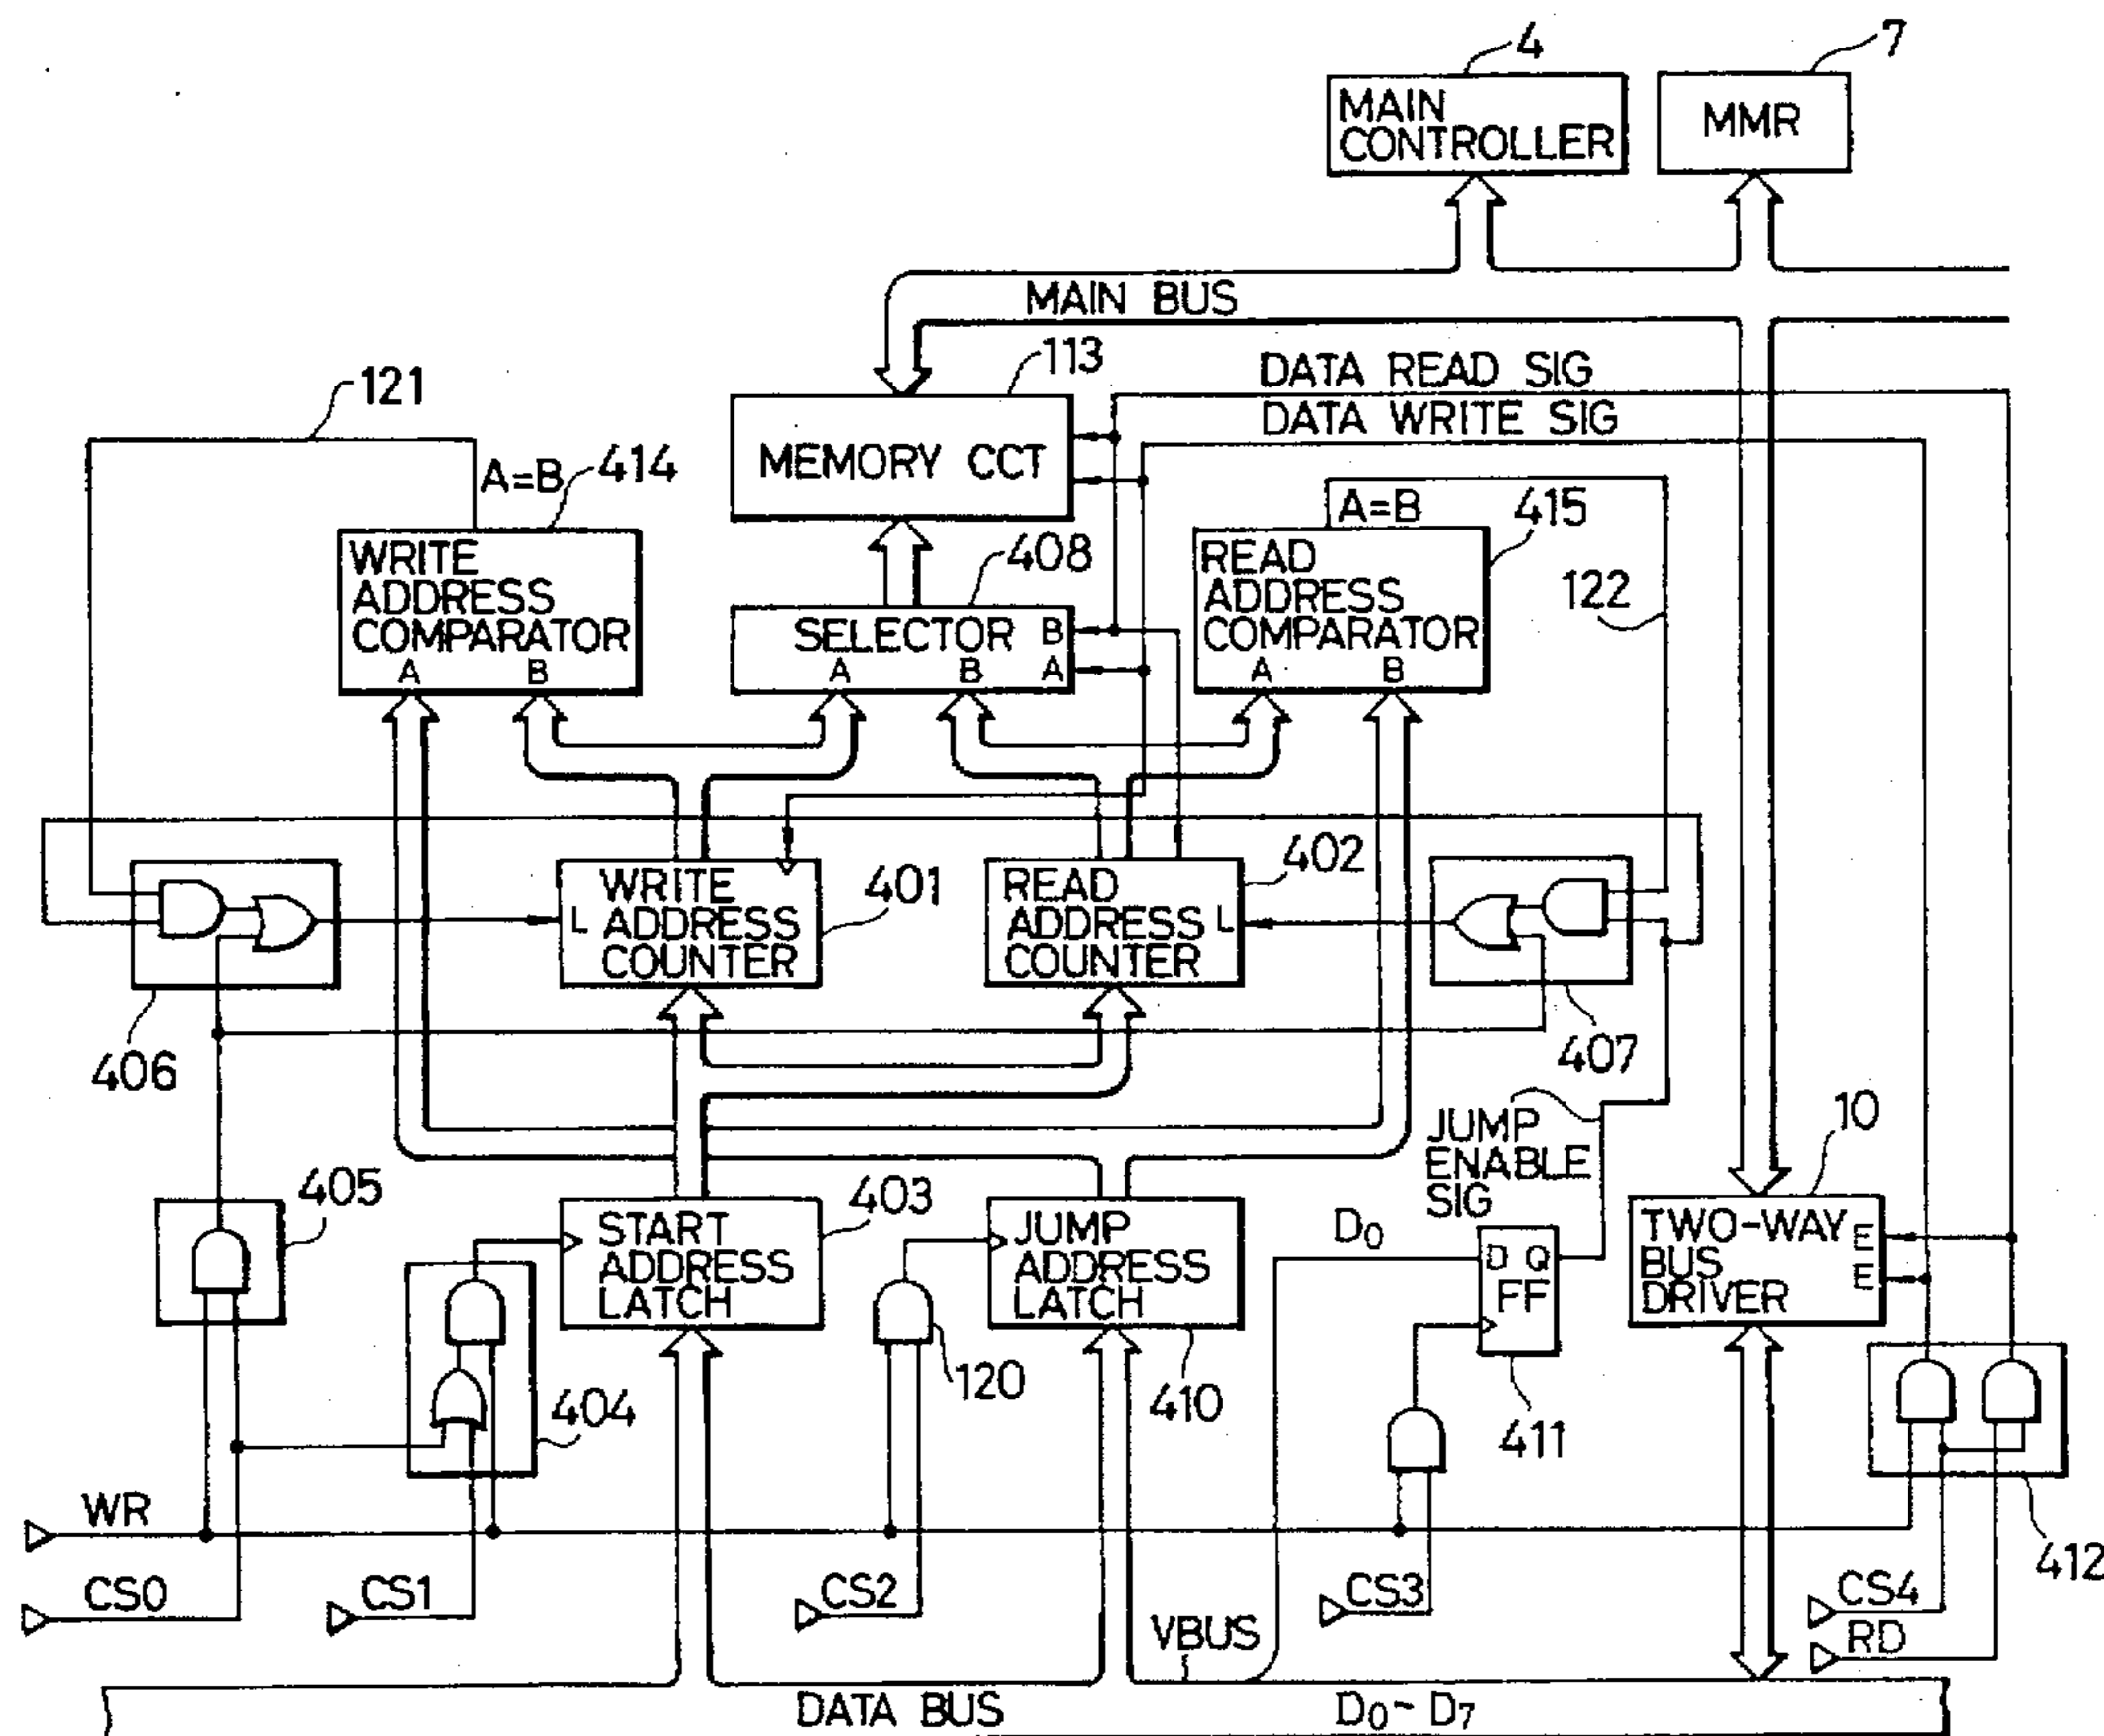 4
7
MAIN
CONTROLLER
MMR
MAIN BUS
113
DATA READ SIG
DATA WRITE SIG
121
A=B
414
MEMORY CCT
A=B
415
WRITE
ADDRESS
COMPARATOR
A B
408
SELECTOR B
A B A
READ
ADDRESS
COMPARATOR
A B
122
WRITE
ADDRESS
COUNTER
L
401
READ
ADDRESS
COUNTER
L
402
406
407
JUMP
ENABLE
SIG
10
405
403
START
ADDRESS
LATCH
JUMP
ADDRESS
LATCH
D0
D Q
FF
TWO-WAY
BUS
DRIVER
E
E
404
120
410
411
412
WR
CS0
CS1
CS2
CS3
CS4
RD
VBUS
DATA BUS
D0~D7